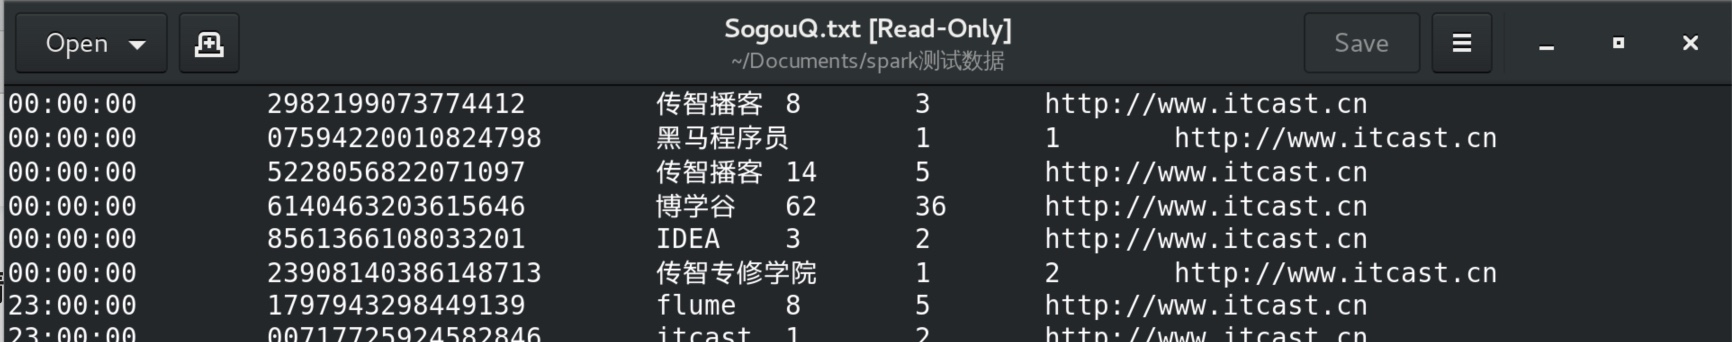 Open
SogouQ.txt [Read-Only]
~/Documents/spark测试数据
Save
00:00:00 2982199073774412 传智播客 8 3 http://www.itcast.cn
00:00:00 07594220010824798 黑马程序员 1 1 http://www.itcast.cn
00:00:00 5228056822071097 传智播客 14 5 http://www.itcast.cn
00:00:00 6140463203615646 博学谷 62 36 http://www.itcast.cn
00:00:00 8561366108033201 IDEA 3 2 http://www.itcast.cn
00:00:00 23908140386148713 传智专修学院 1 2 http://www.itcast.cn
23:00:00 1797943298449139 flume 8 5 http://www.itcast.cn
23:00:00 00717725924582846 itcast 1 2 http://www.itcast.cn